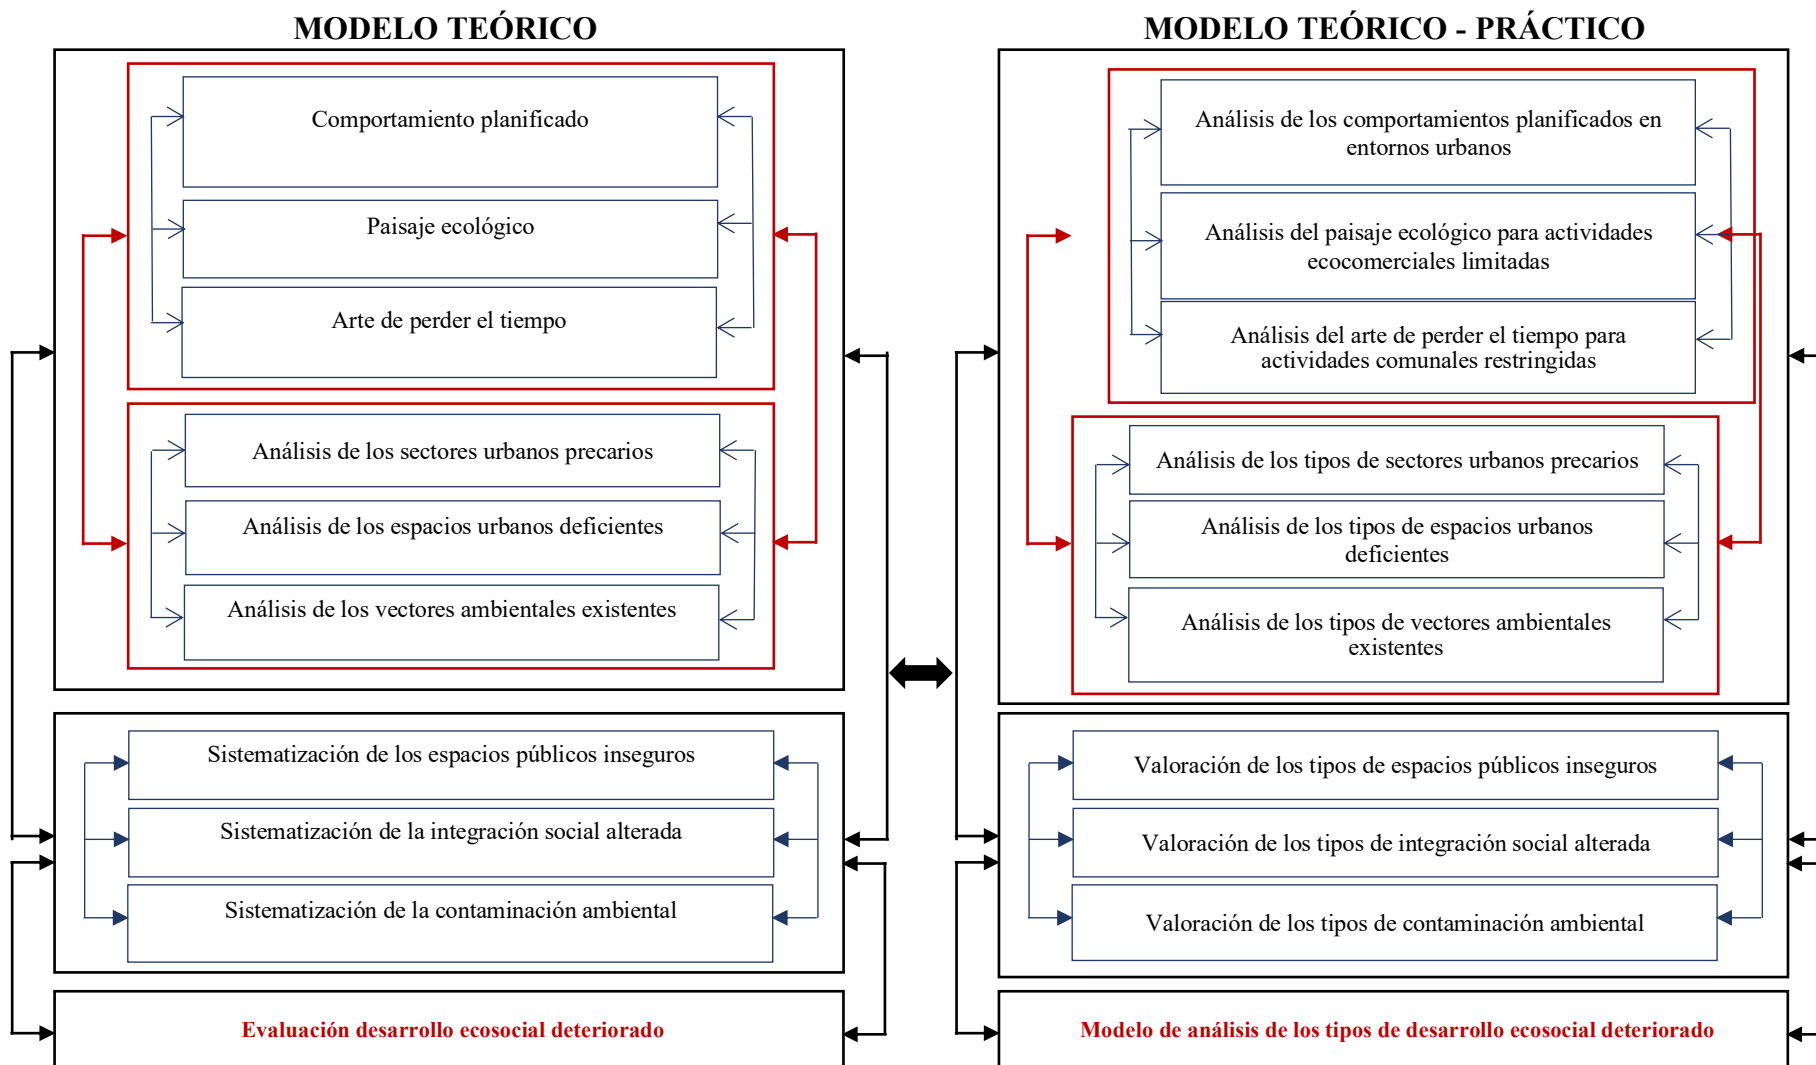 MODELO TEÓRICO
Comportamiento planificado
Paisaje ecológico
Arte de perder el tiempo
Análisis de los sectores urbanos precarios
Análisis de los espacios urbanos deficientes
Análisis de los vectores ambientales existentes
Sistematización de los espacios públicos inseguros
Sistematización de la integración social alterada
Sistematización de la contaminación ambiental
Evaluación desarrollo ecosocial deteriorado
MODELO TEÓRICO - PRÁCTICO
Análisis de los comportamientos planificados en
entornos urbanos
Análisis del paisaje ecológico para actividades
ecocomerciales limitadas
Análisis del arte de perder el tiempo para
actividades comunales restringidas
Análisis de los tipos de sectores urbanos precarios
Análisis de los tipos de espacios urbanos
deficientes
Análisis de los tipos de vectores ambientales
existentes
Valoración de los tipos de espacios públicos inseguros
Valoración de los tipos de integración social alterada
Valoración de los tipos de contaminación ambiental
Modelo de análisis de los tipos de desarrollo ecosocial deteriorado